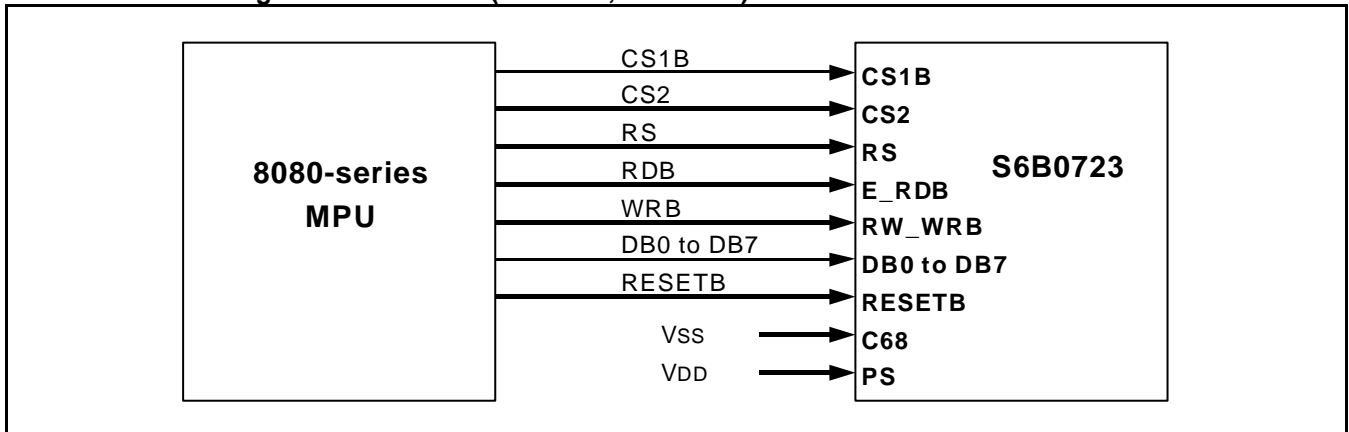 CS1B
CS2
RS
RDB
WRB
DB0 to DB7
RESETB
VSS
VDD
8080-series
MPU
CS1B
CS2
RS
E_RDB
RW_WRB
DB0 to DB7
RESETB
C68
PS
S6B0723